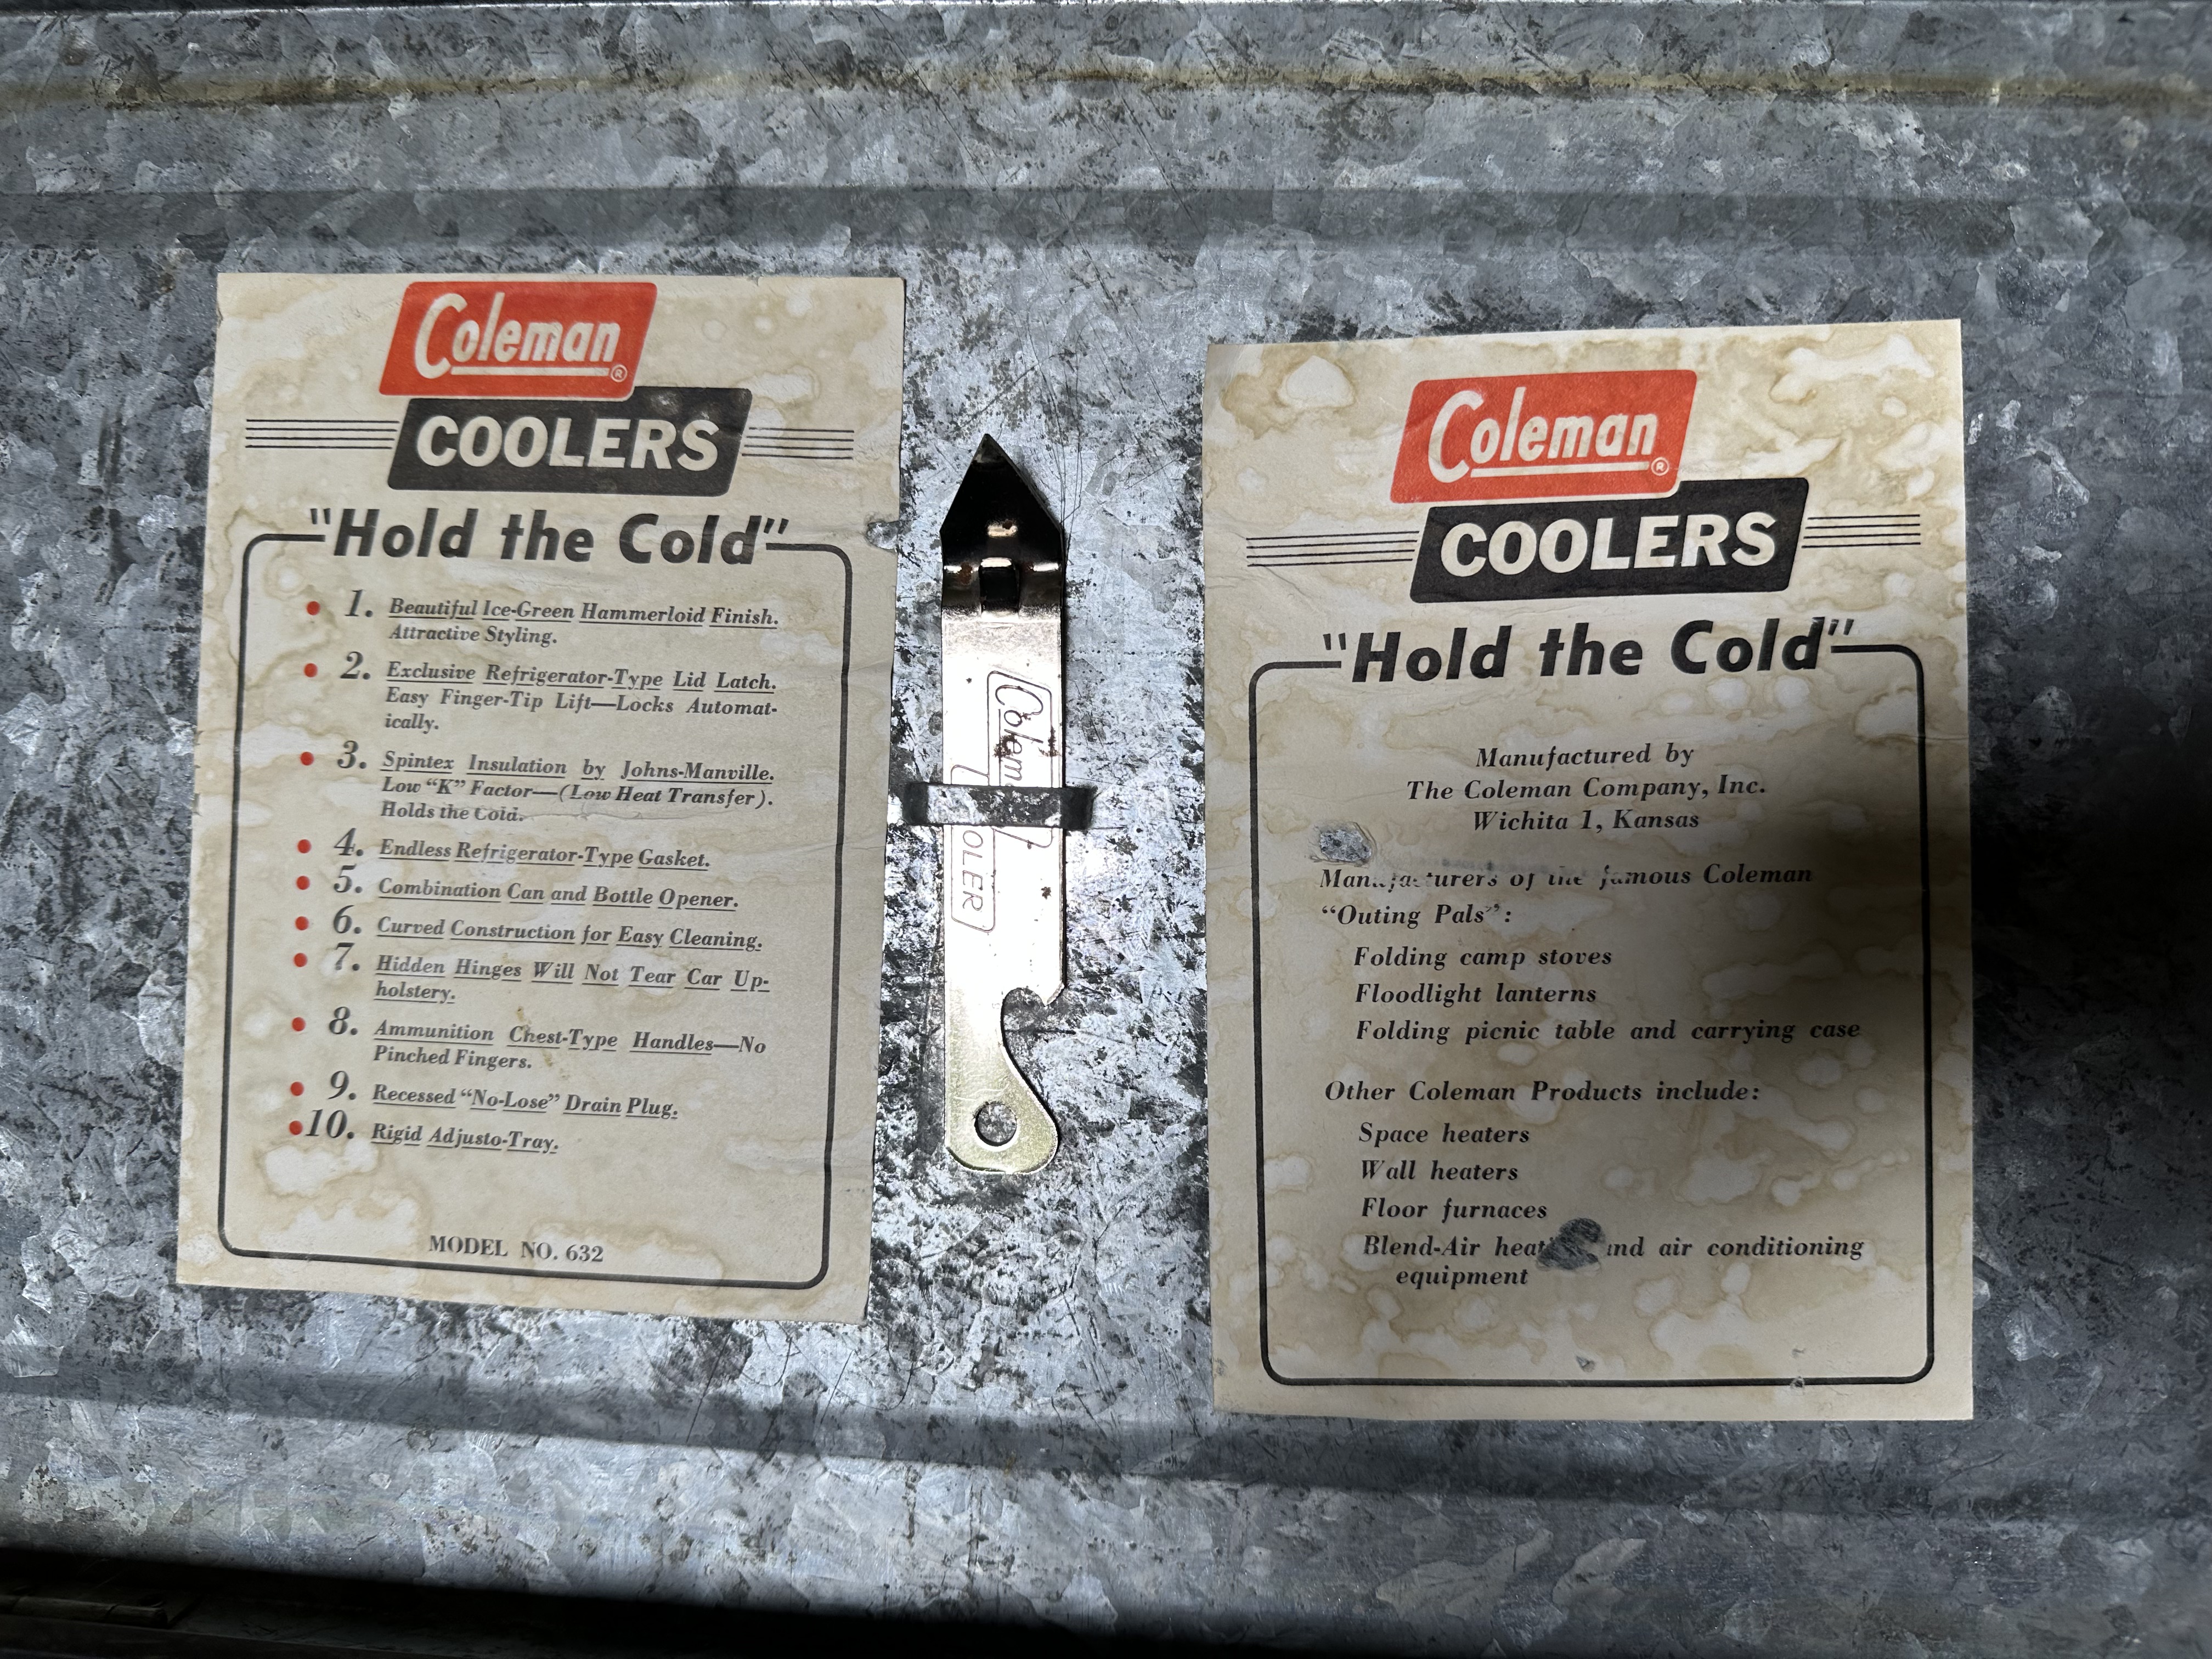 Coleman®
COOLERS
"Hold the Cold"
1. Beautiful Ice-Green Hammerloid Finish.
Attractive Styling.
2. Exclusive Refrigerator-Type Lid Latch.
Easy Finger-Tip Lift—Locks Automat-
ically.
3. Spintex Insulation by Johns-Manville.
Low "K" Factor—(Low Heat Transfer).
Holds the Cold.
4. Endless Refrigerator-Type Gasket.
5. Combination Can and Bottle Opener.
6. Curved Construction for Easy Cleaning.
7. Hidden Hinges Will Not Tear Car Up-
holstery.
8. Ammunition Chest-Type Handles—No
Pinched Fingers.
9. Recessed "No-Lose" Drain Plug.
10. Rigid Adjusto-Tray.
MODEL NO. 632
Coleman®
COOLERS
"Hold the Cold"
Manufactured by
The Coleman Company, Inc.
Wichita 1, Kansas
Manufacturers of the famous Coleman
"Outing Pals":
Folding camp stoves
Floodlight lanterns
Folding picnic table and carrying case
Other Coleman Products include:
Space heaters
Wall heaters
Floor furnaces
Blend-Air and air conditioning
equipment